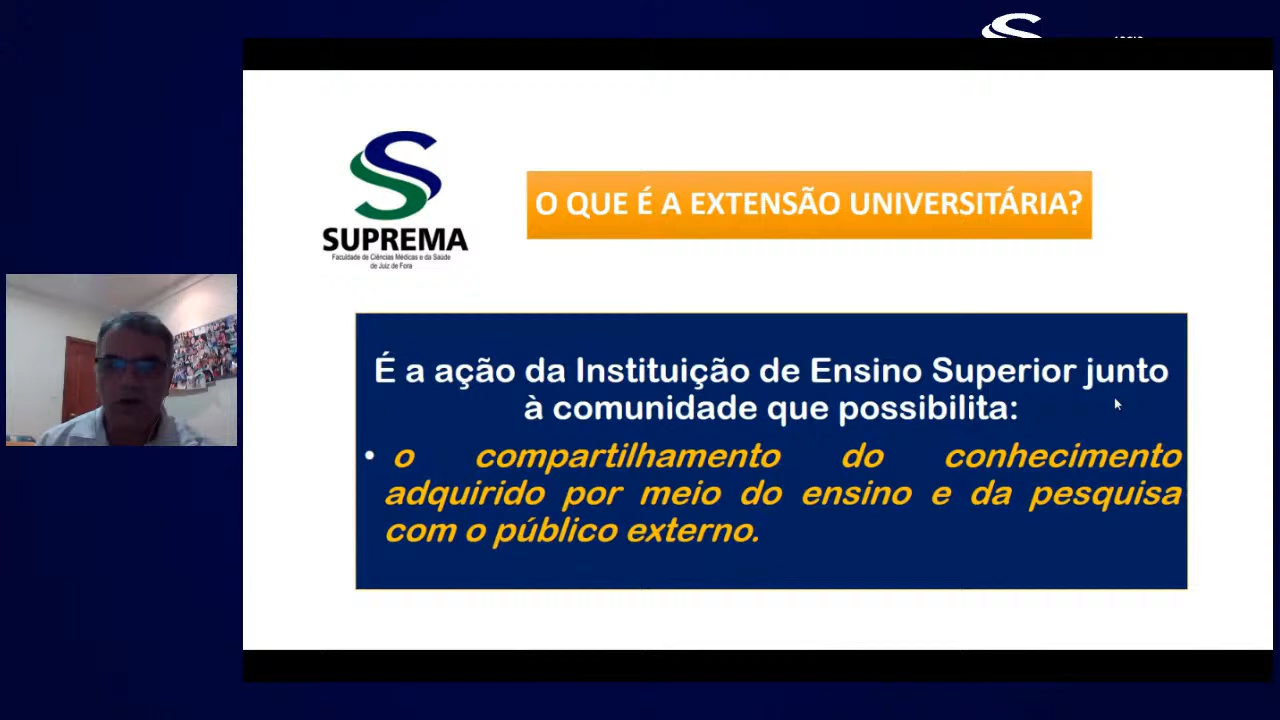 SUPREMA
Faculdade de Ciências Médicas e da Saúde
de Juiz de Fora
O QUE É A EXTENSÃO UNIVERSITÁRIA?
É a ação da Instituição de Ensino Superior junto
à comunidade que possibilita:
• o compartilhamento do conhecimento
adquirido por meio do ensino e da pesquisa
com o público externo.